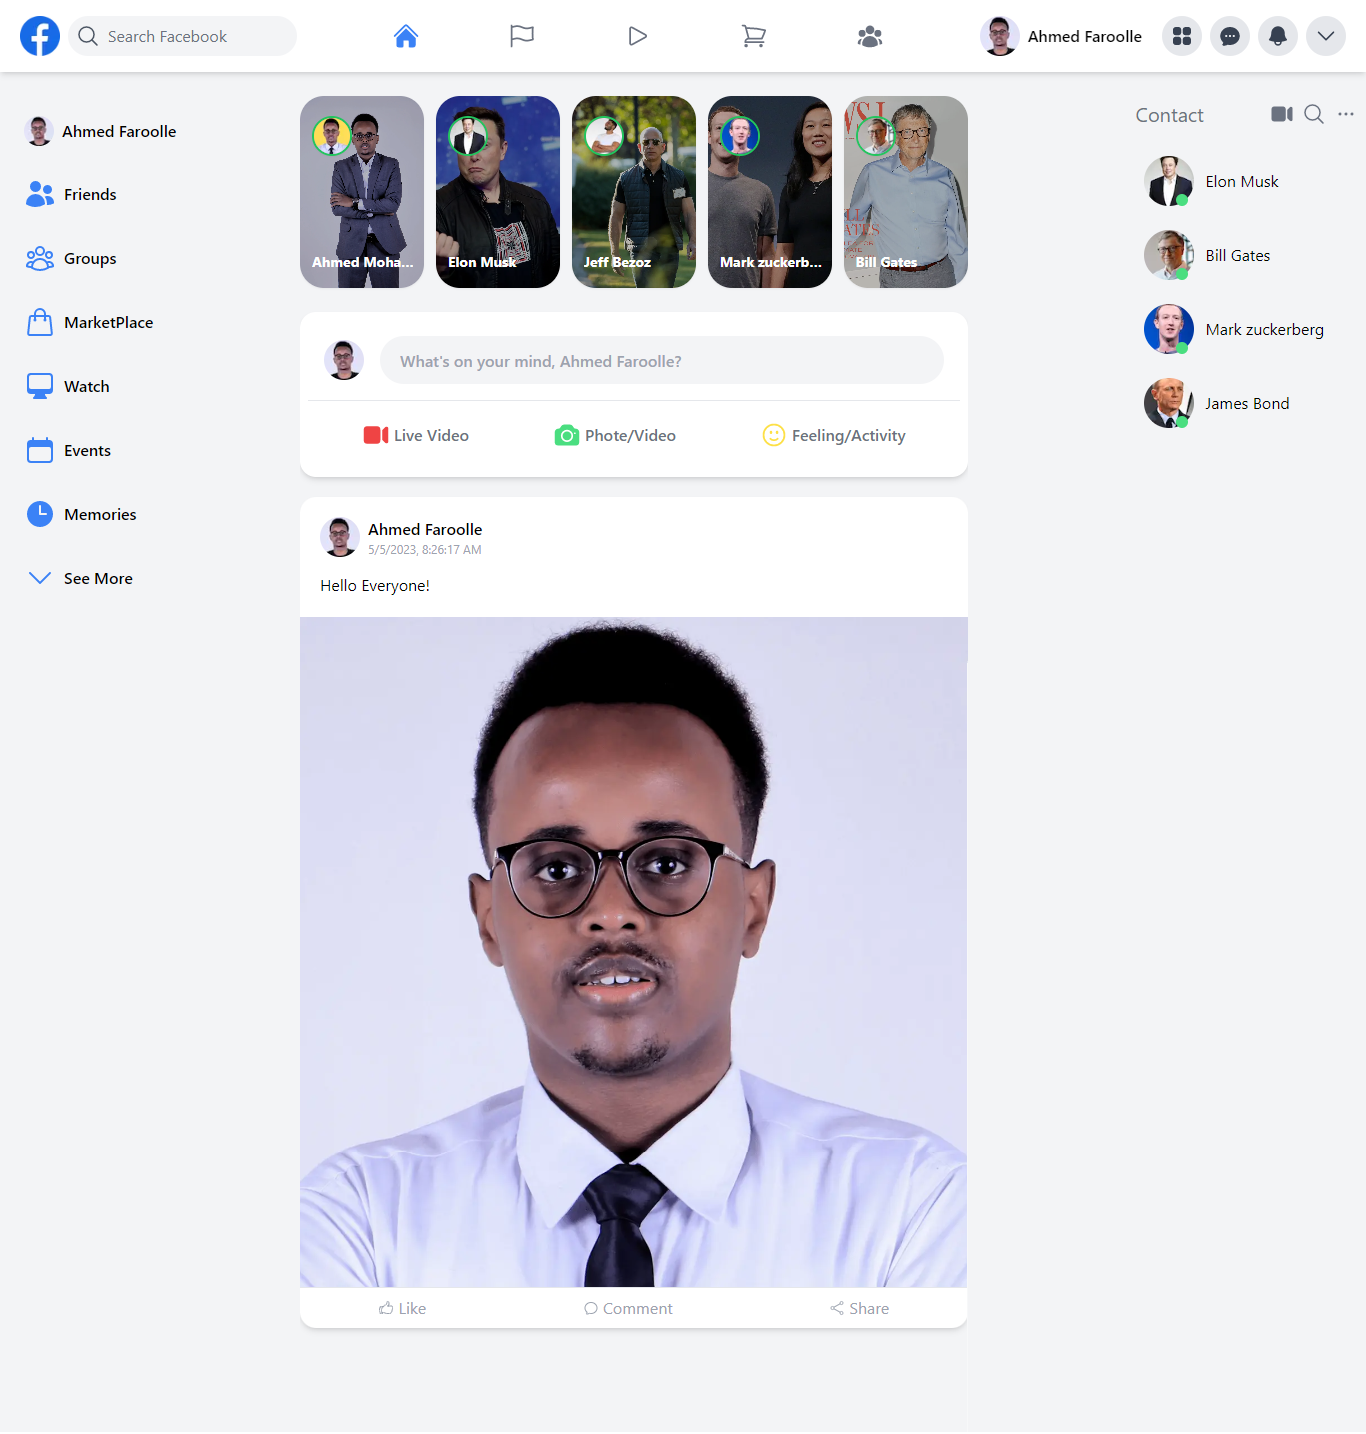 Search Facebook
Ahmed Faroolle
Ahmed Faroolle
Friends
Groups
MarketPlace
Watch
Events
Memories
See More
Ahmed Moha...
Elon Musk
Jeff Bezoz
Mark zuckerb...
Bill Gates
What's on your mind, Ahmed Faroolle?
Live Video
Phote/Video
Feeling/Activity
Ahmed Faroolle
5/5/2023, 8:26:17 AM
Hello Everyone!
Like
Comment
Share
Contact
Elon Musk
Bill Gates
Mark zuckerberg
James Bond